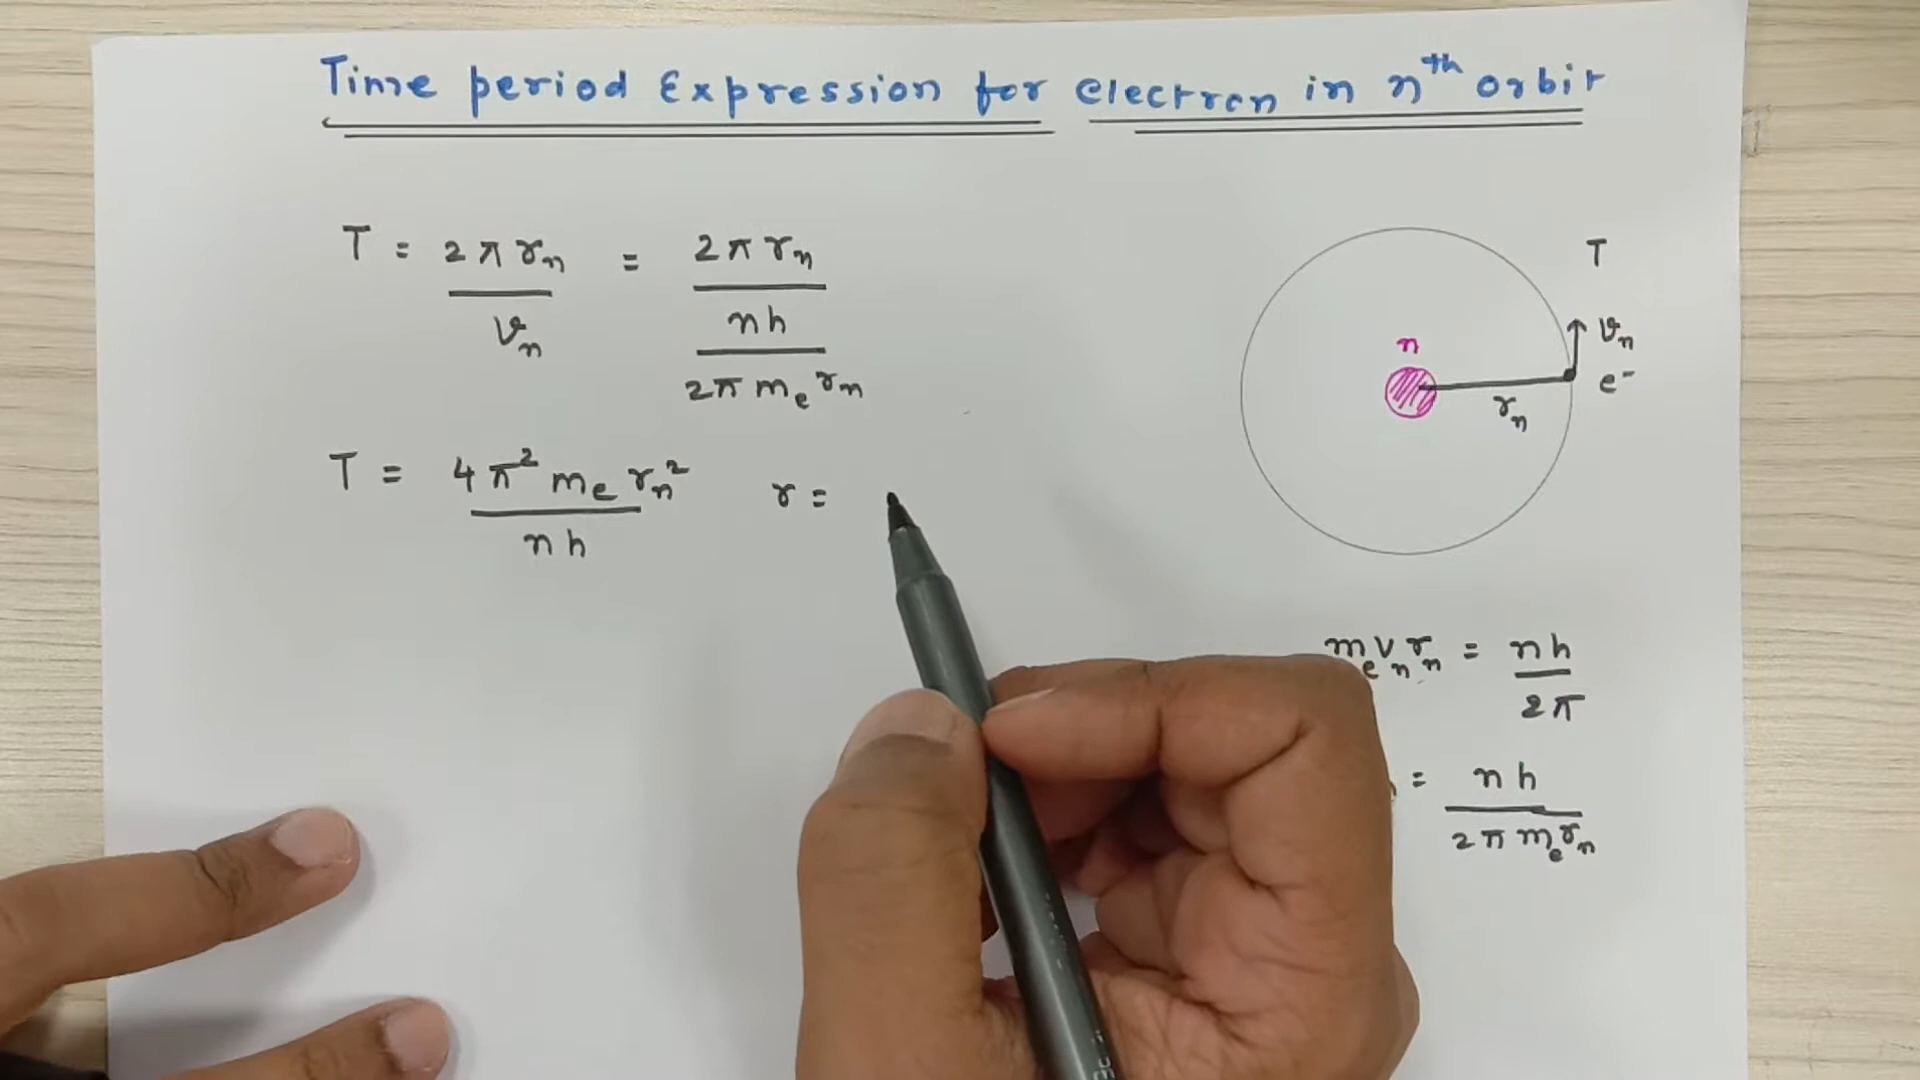 Time period Expression for electron in nᵗʰ orbit
T = 2πrₙ / vₙ = 2πrₙ / (nh / 2πmₑrₙ)
T = 4π²mₑrₙ² / nh r =
T
vₙ
e⁻
n
rₙ
mₑvₙrₙ = nh / 2π
= nh / 2πmₑrₙ